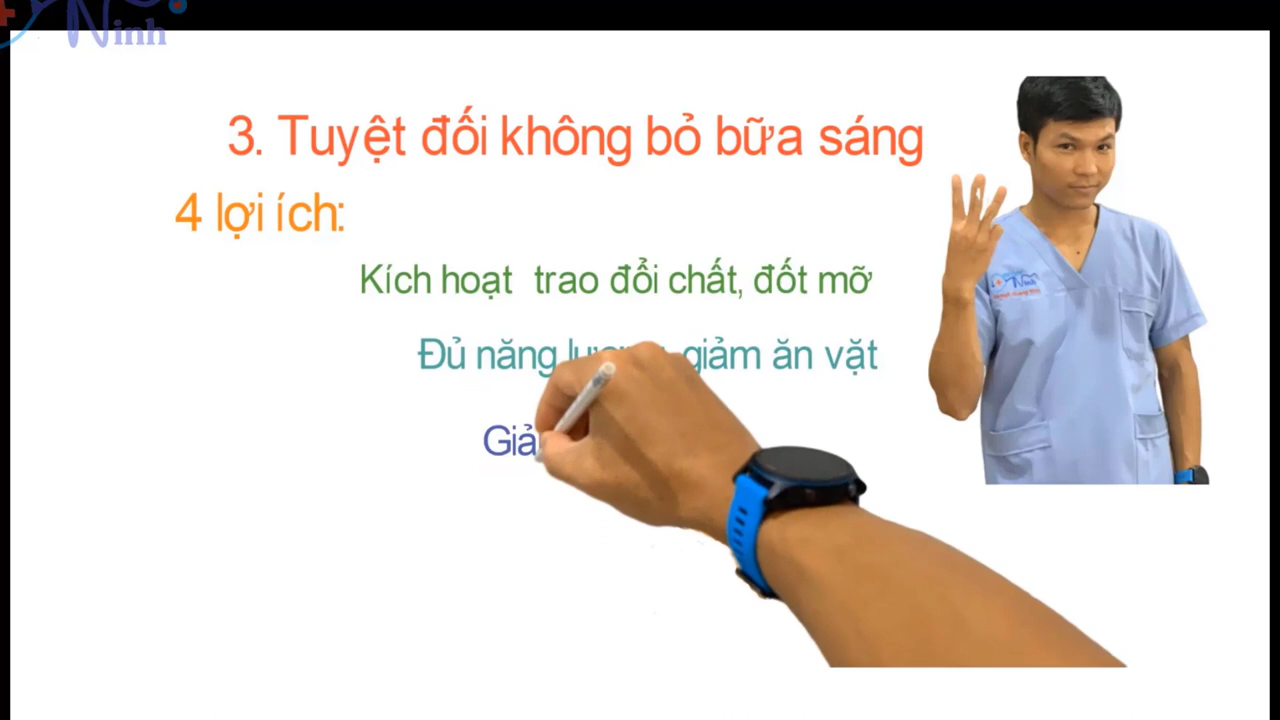 Ninh
3. Tuyệt đối không bỏ bữa sáng
4 lợi ích:
Kích hoạt trao đổi chất, đốt mỡ
Đủ năng giảm ăn vặt
Giả
Ninh